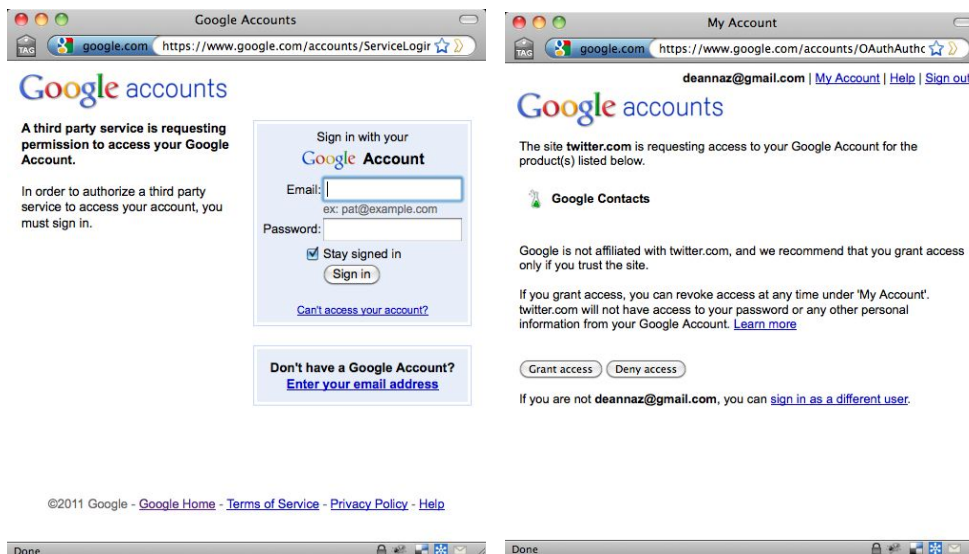 Google Accounts
TAG google.com https://www.google.com/accounts/ServiceLogir
Google accounts
A third party service is requesting
permission to access your Google
Account.
In order to authorize a third party
service to access your account, you
must sign in.
Sign in with your
Google Account
Email:
ex: pat@example.com
Password:
Stay signed in
Sign in
Can't access your account?
Don't have a Google Account?
Enter your email address
©2011 Google - Google Home - Terms of Service - Privacy Policy - Help
Done
My Account
TAG google.com https://www.google.com/accounts/OAuthAuthc
deannaz@gmail.com | My Account | Help | Sign out
Google accounts
The site twitter.com is requesting access to your Google Account for the
product(s) listed below.
Google Contacts
Google is not affiliated with twitter.com, and we recommend that you grant access
only if you trust the site.
If you grant access, you can revoke access at any time under 'My Account'.
twitter.com will not have access to your password or any other personal
information from your Google Account. Learn more
Grant access Deny access
If you are not deannaz@gmail.com, you can sign in as a different user.
Done